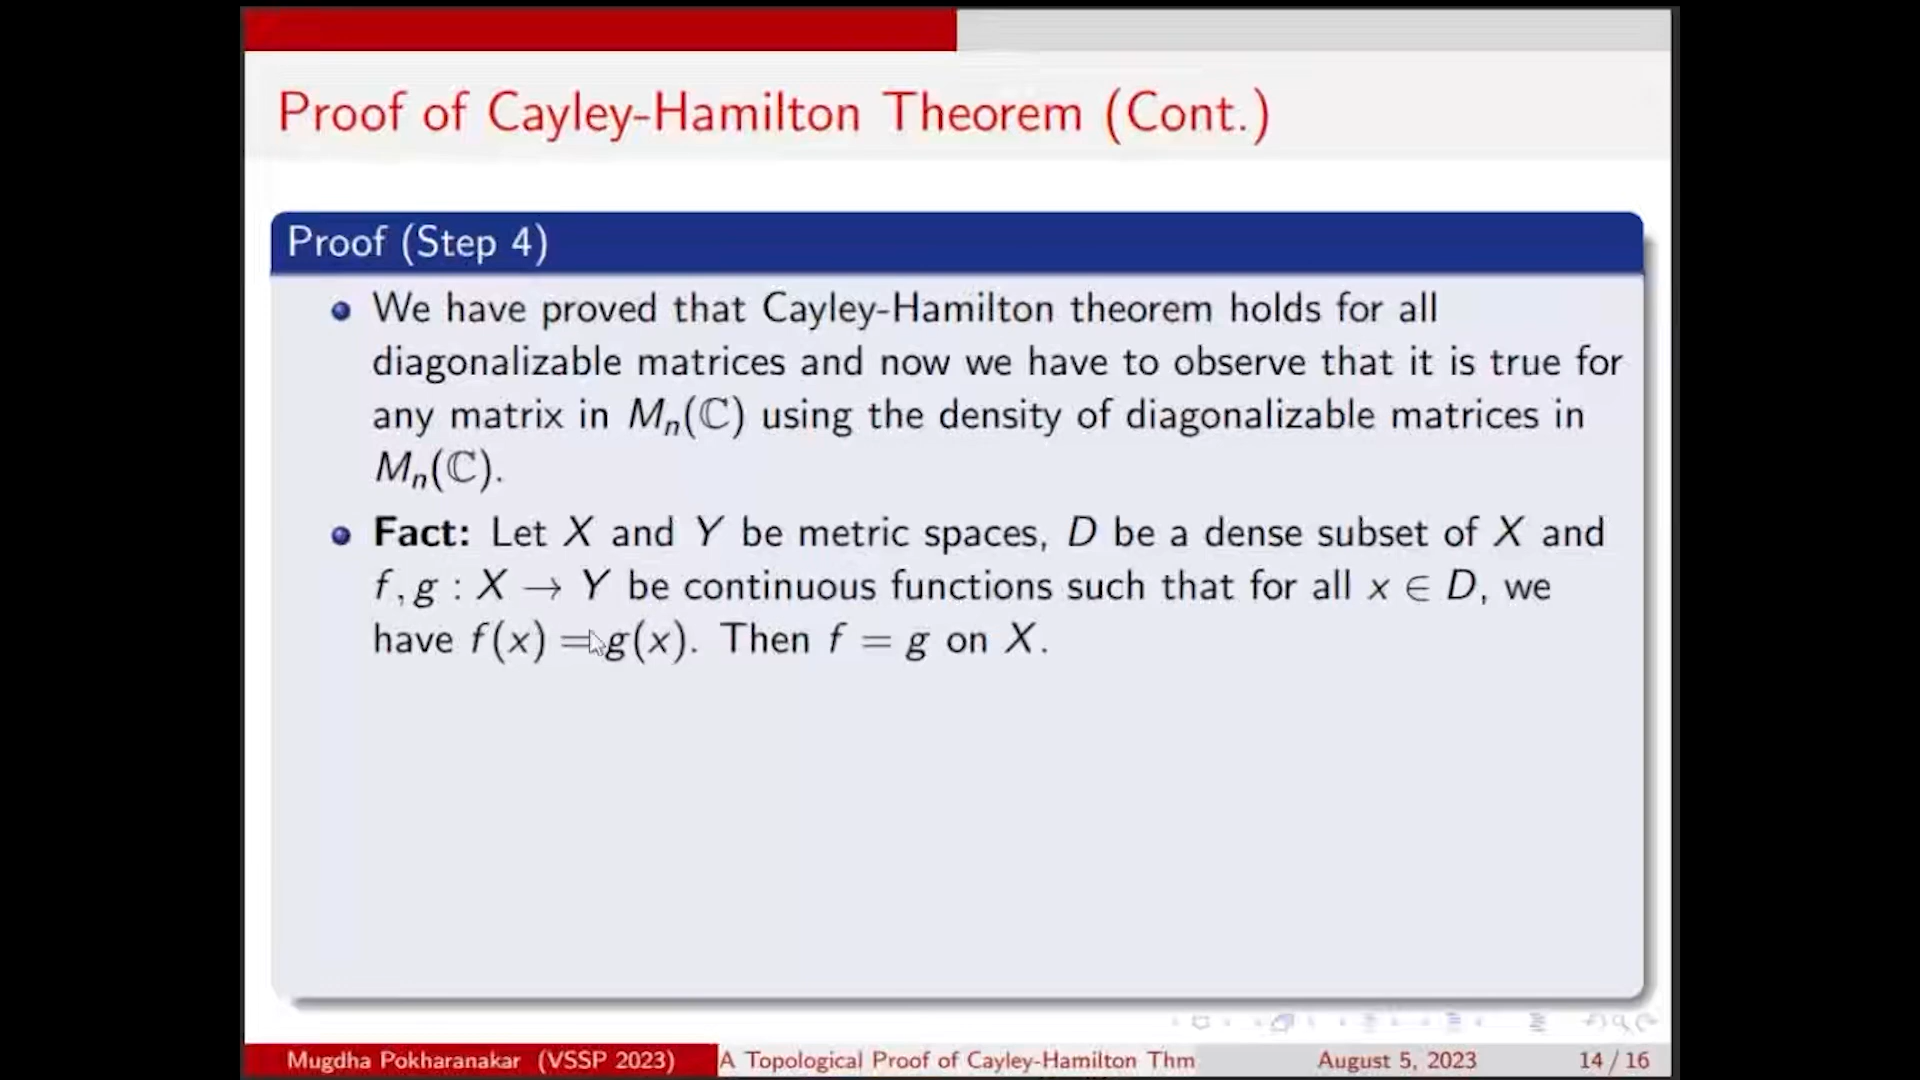 Proof of Cayley-Hamilton Theorem (Cont.)
Proof (Step 4)
We have proved that Cayley-Hamilton theorem holds for all
diagonalizable matrices and now we have to observe that it is true for
any matrix in Mₙ(ℂ) using the density of diagonalizable matrices in
Mₙ(ℂ).
Fact: Let X and Y be metric spaces, D be a dense subset of X and
f, g : X → Y be continuous functions such that for all x ∈ D, we
have f(x) = g(x). Then f = g on X.
Mugdha Pokharanakar (VSSP 2023) A Topological Proof of Cayley-Hamilton Thm August 5, 2023 14 / 16